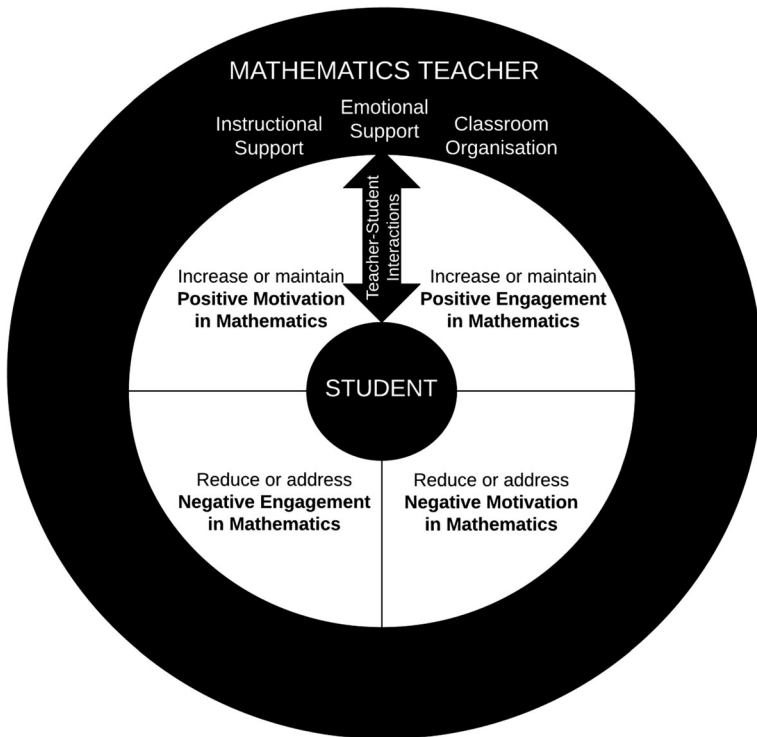 MATHEMATICS TEACHER
Instructional
Support
Emotional
Support
Classroom
Organisation
Teacher-Student
Interactions
Increase or maintain
Positive Motivation
in Mathematics
Increase or maintain
Positive Engagement
in Mathematics
STUDENT
Reduce or address
Negative Engagement
in Mathematics
Reduce or address
Negative Motivation
in Mathematics